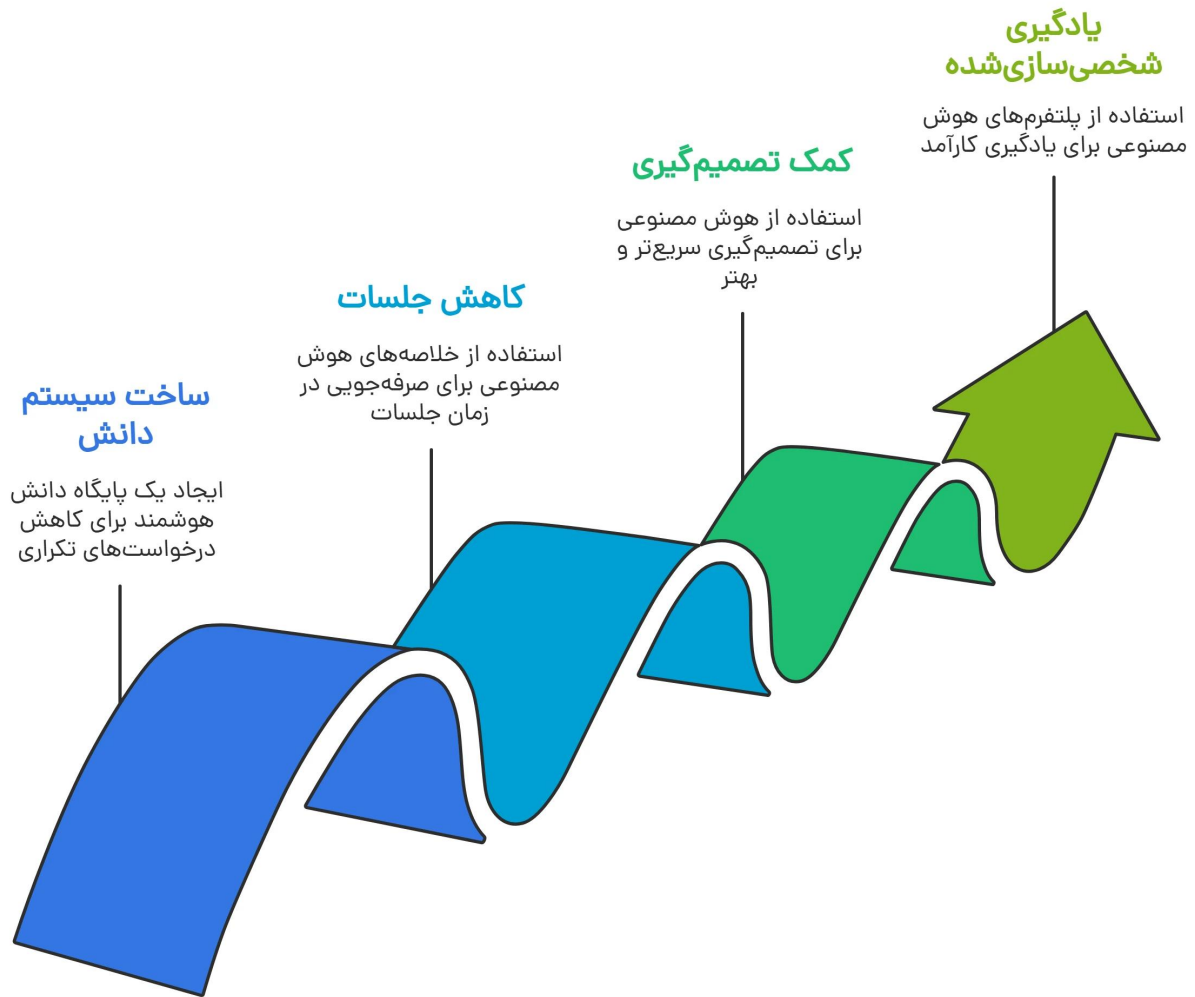 یادگیری
شخصی‌سازی‌شده
استفاده از پلتفرم‌های هوش
مصنوعی برای یادگیری کارآمد
کمک تصمیم‌گیری
استفاده از هوش مصنوعی
برای تصمیم‌گیری سریع‌تر و
بهتر
کاهش جلسات
استفاده از خلاصه‌های هوش
مصنوعی برای صرفه‌جویی در
زمان جلسات
ساخت سیستم
دانش
ایجاد یک پایگاه دانش
هوشمند برای کاهش
درخواست‌های تکراری